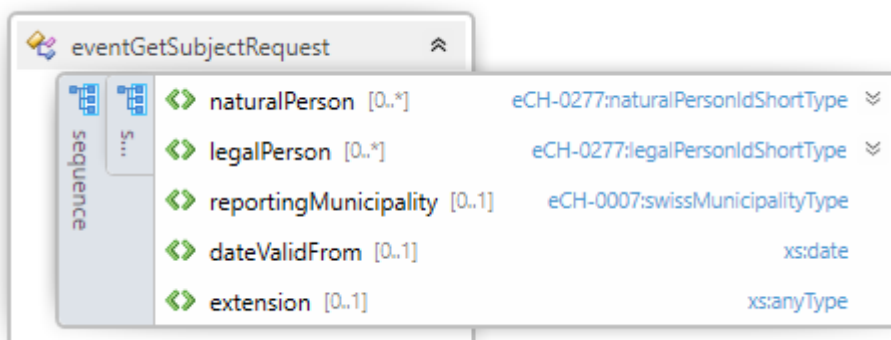 eventGetSubjectRequest
sequence
s...
naturalPerson [0..*] eCH-0277:naturalPersonIdShortType
legalPerson [0..*] eCH-0277:legalPersonIdShortType
reportingMunicipality [0..1] eCH-0007:swissMunicipalityType
dateValidFrom [0..1] xs:date
extension [0..1] xs:anyType